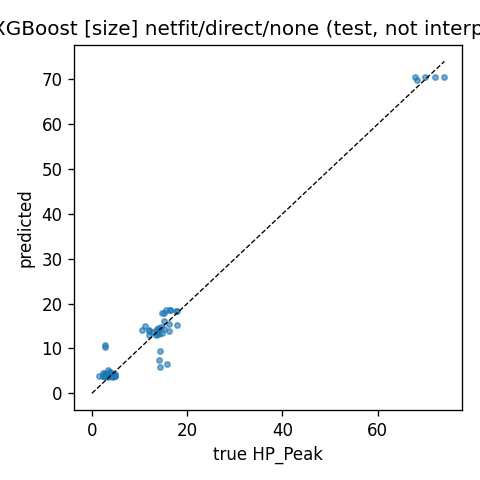 XGBoost [size] netfit/direct/none (test, not interp
predicted
70
60
50
40
30
20
10
0
0 20 40 60
true HP_Peak